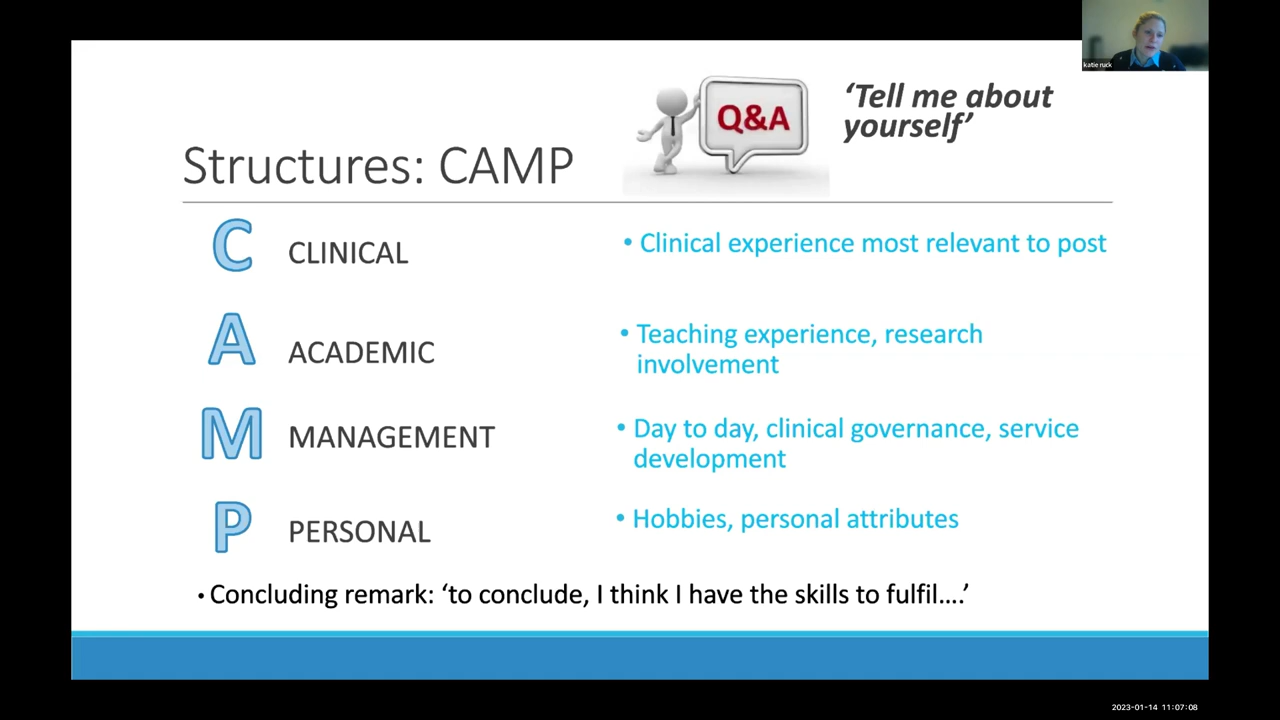 katie ruck
Q&A
‘Tell me about
yourself’
Structures: CAMP
C CLINICAL
• Clinical experience most relevant to post
A ACADEMIC
• Teaching experience, research
involvement
M MANAGEMENT
• Day to day, clinical governance, service
development
P PERSONAL
• Hobbies, personal attributes
• Concluding remark: ‘to conclude, I think I have the skills to fulfil....’
2023-01-14 11:07:08